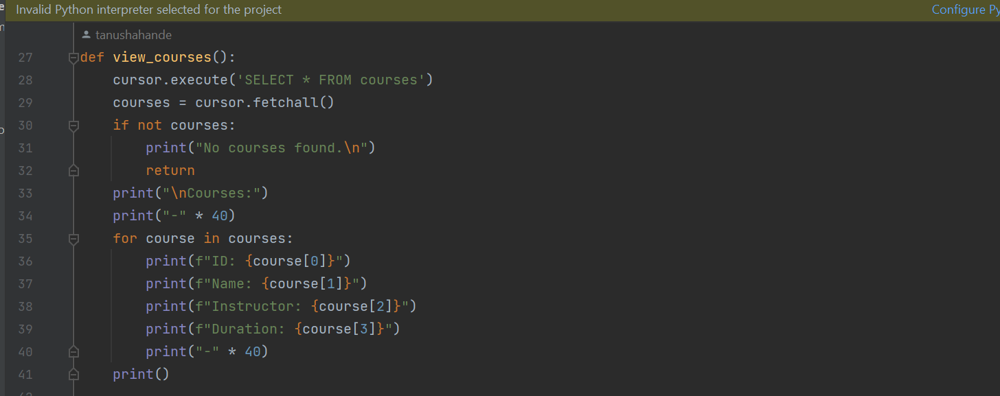 Invalid Python interpreter selected for the project
Configure Py
tanushahande
27 def view_courses():
28     cursor.execute('SELECT * FROM courses')
29     courses = cursor.fetchall()
30     if not courses:
31         print("No courses found.\n")
32         return
33     print("\nCourses:")
34     print("-" * 40)
35     for course in courses:
36         print(f"ID: {course[0]}")
37         print(f"Name: {course[1]}")
38         print(f"Instructor: {course[2]}")
39         print(f"Duration: {course[3]}")
40         print("-" * 40)
41     print()